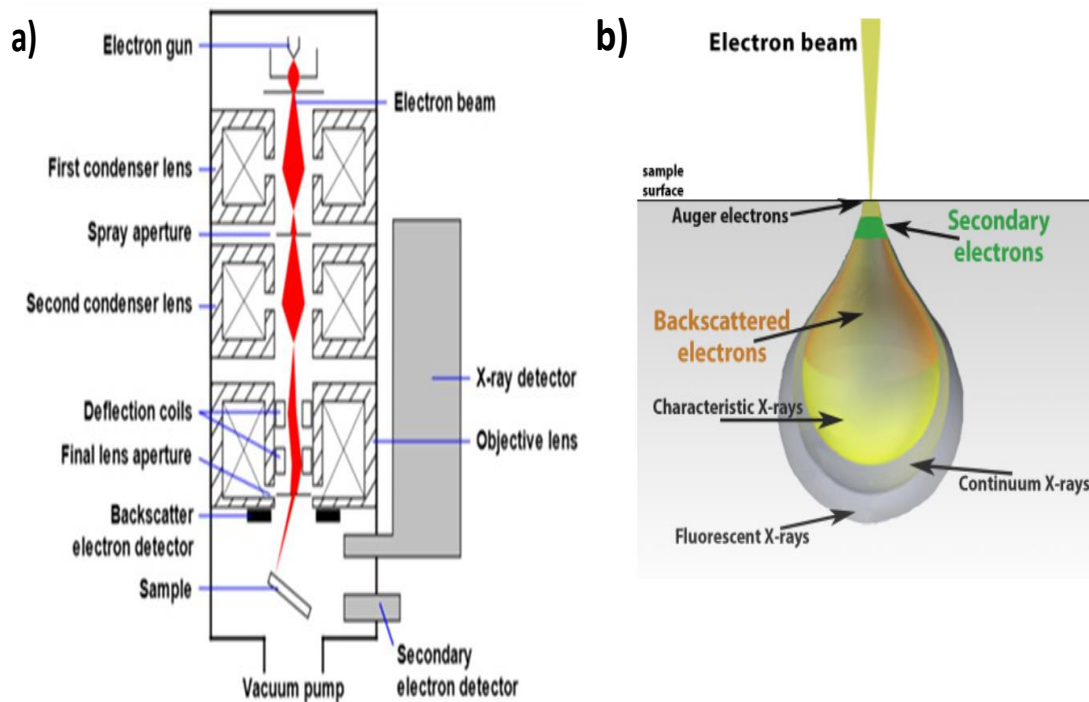 a)
Electron gun
Electron beam
First condenser lens
Spray aperture
Second condenser lens
X-ray detector
Deflection coils
Objective lens
Final lens aperture
Backscatter
electron detector
Sample
Secondary
electron detector
Vacuum pump
b)
Electron beam
sample
surface
Auger electrons
Secondary
electrons
Backscattered
electrons
Characteristic X-rays
Continuum X-rays
Fluorescent X-rays